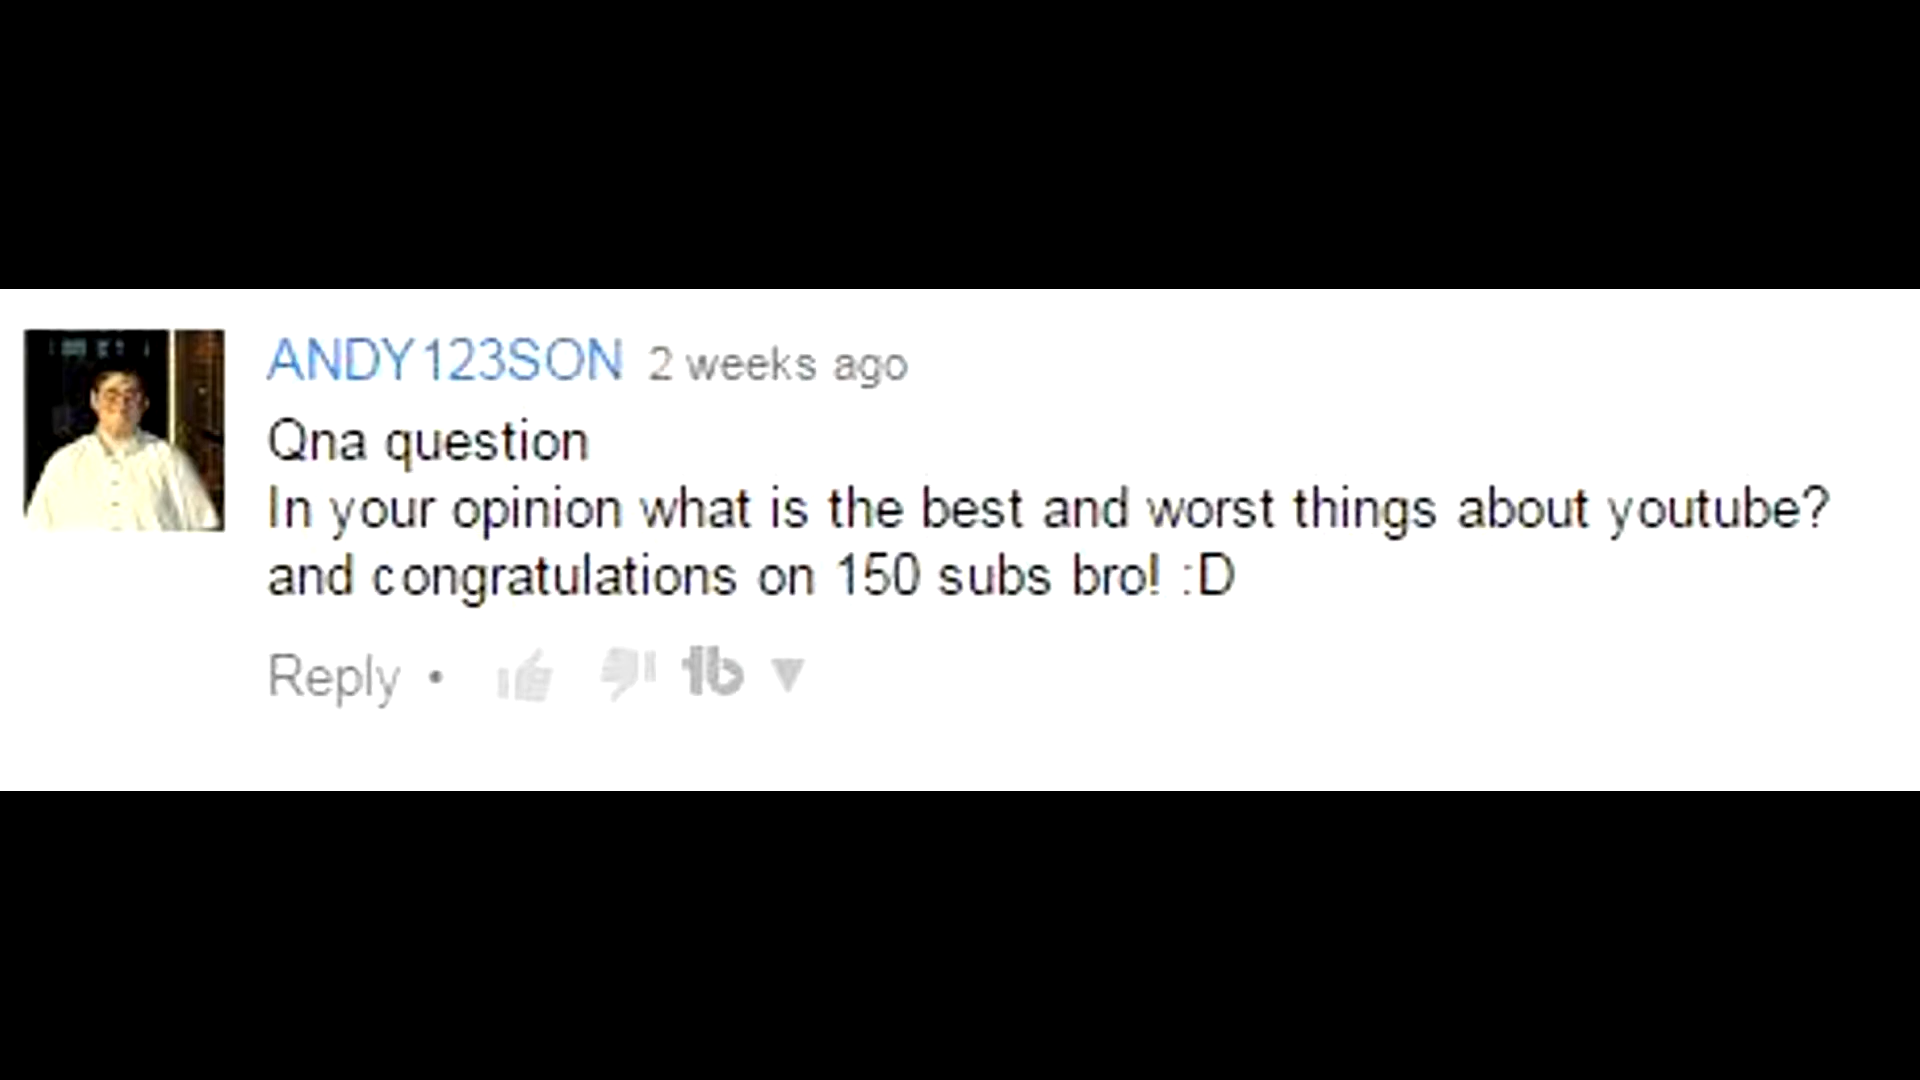 ANDY123SON 2 weeks ago
Qna question
In your opinion what is the best and worst things about youtube?
and congratulations on 150 subs bro! :D
Reply •